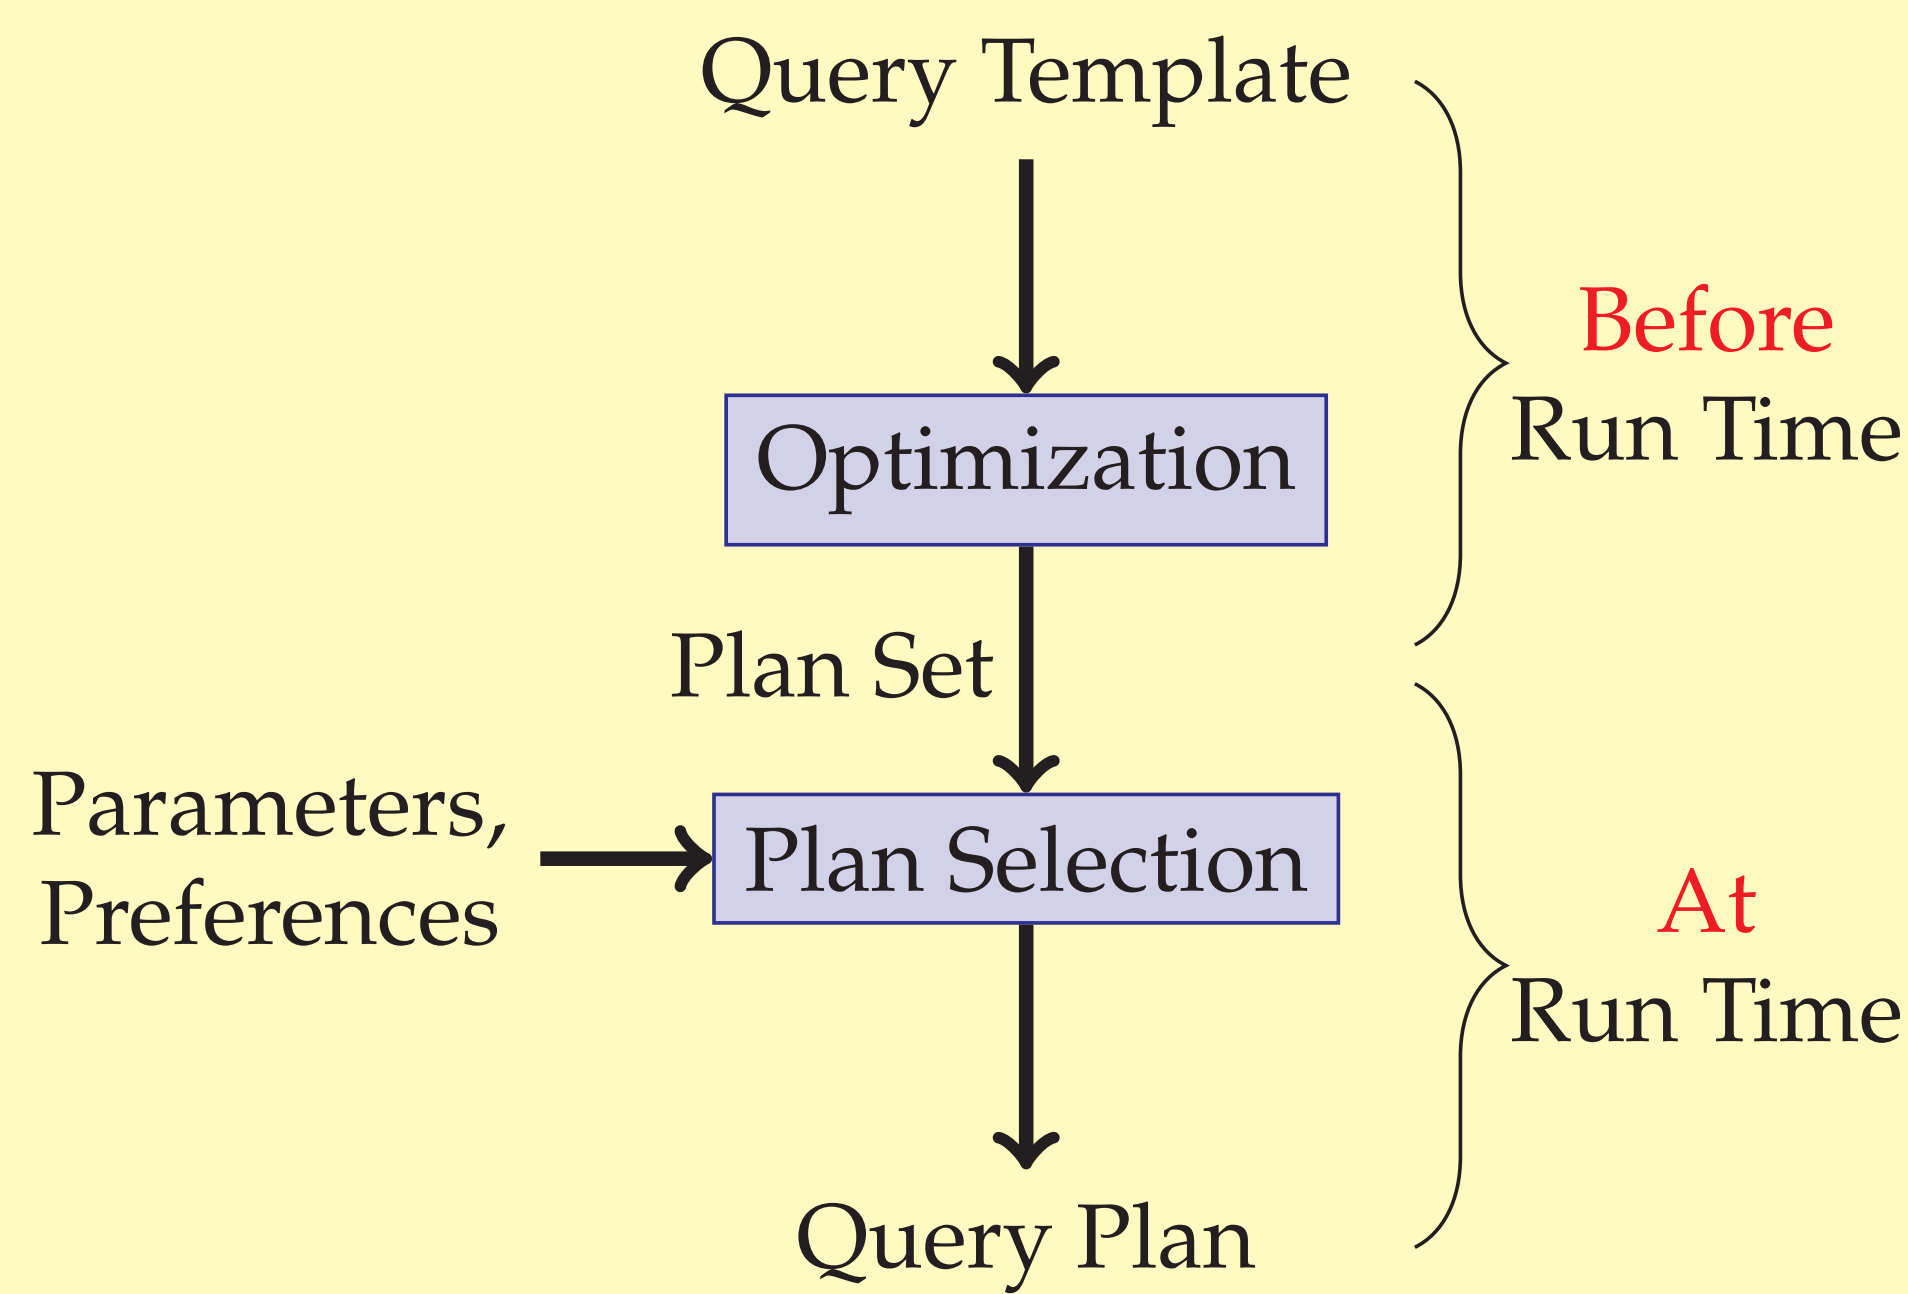 Query Template
Before
Run Time
Optimization
Plan Set
Parameters,
Preferences
Plan Selection
At
Run Time
Query Plan